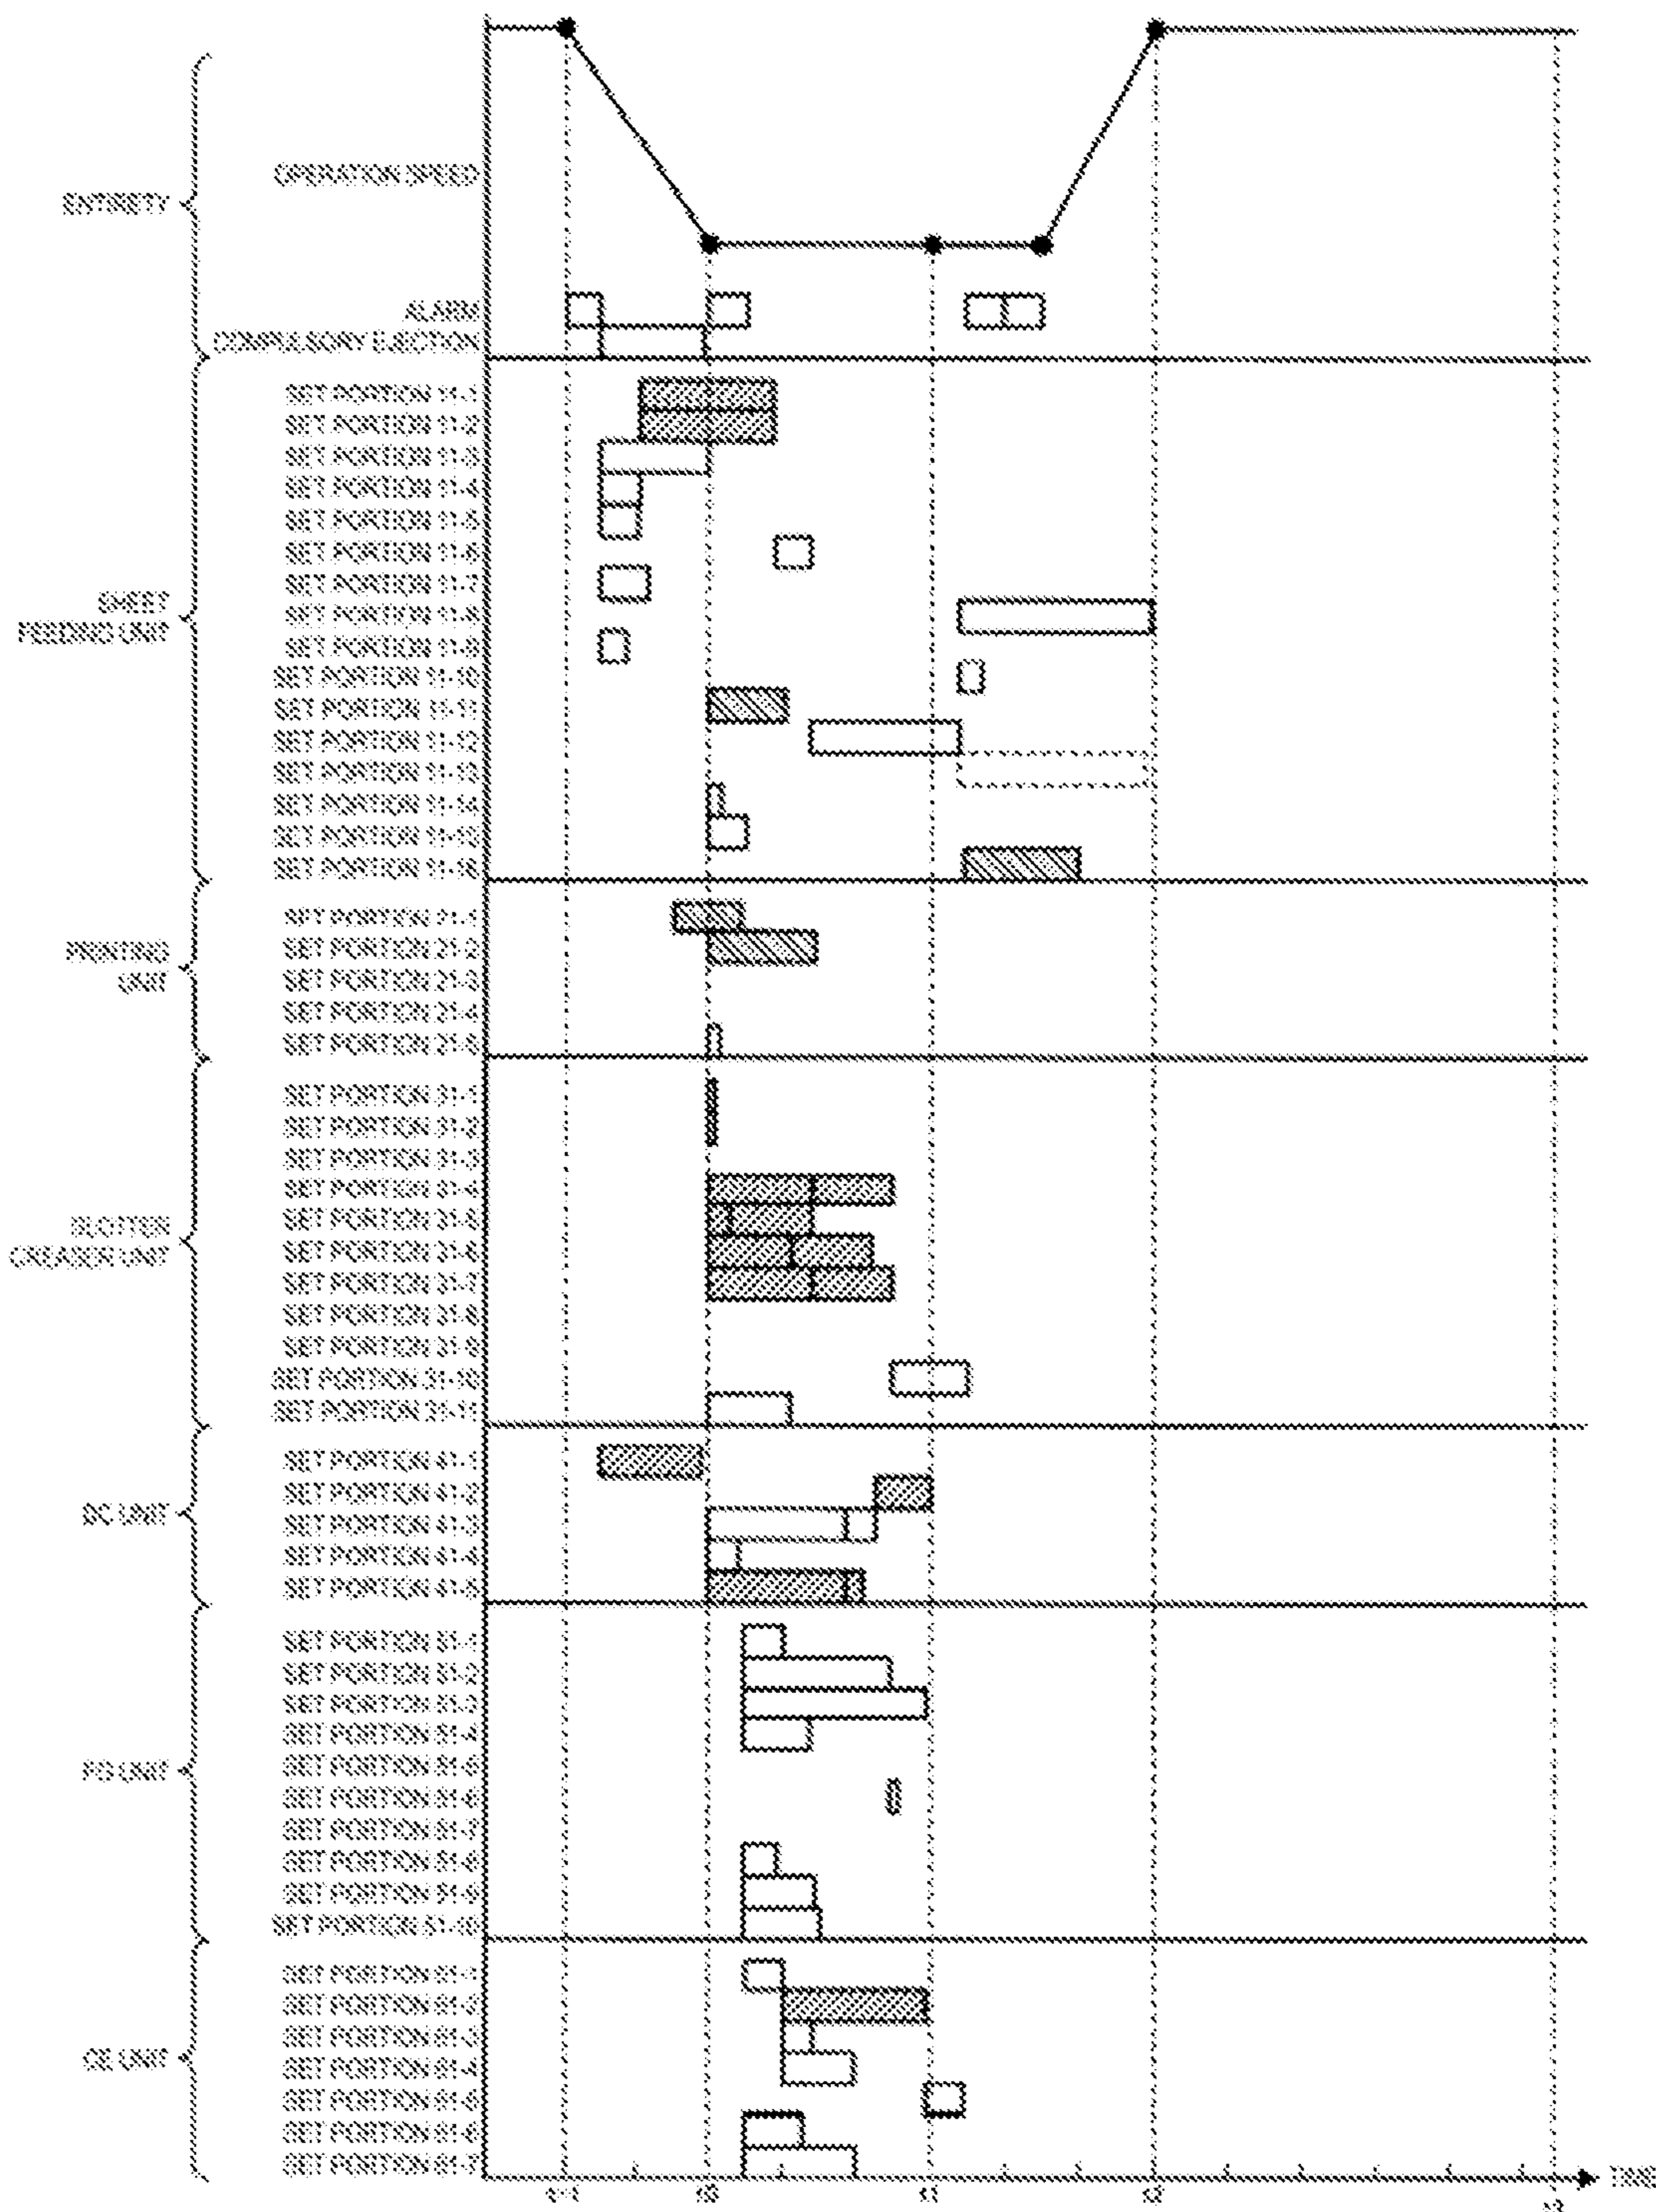 ENTIRETY
OPERATION SPEED
ALARM
COMPULSORY EJECTION
SHEET
FEEDING UNIT
SET PORTION 11-1
SET PORTION 11-2
SET PORTION 11-3
SET PORTION 11-4
SET PORTION 11-5
SET PORTION 11-6
SET PORTION 11-7
SET PORTION 11-8
SET PORTION 11-9
SET PORTION 11-10
SET PORTION 11-11
SET PORTION 11-12
SET PORTION 11-13
SET PORTION 11-14
SET PORTION 11-15
SET PORTION 11-16
PRINTING
UNIT
SET PORTION 21-1
SET PORTION 21-2
SET PORTION 21-3
SET PORTION 21-4
SET PORTION 21-5
SLOTTER
CREASER UNIT
SET PORTION 31-1
SET PORTION 31-2
SET PORTION 31-3
SET PORTION 31-4
SET PORTION 31-5
SET PORTION 31-6
SET PORTION 31-7
SET PORTION 31-8
SET PORTION 31-9
SET PORTION 31-10
SET PORTION 31-11
DC UNIT
SET PORTION 41-1
SET PORTION 41-2
SET PORTION 41-3
SET PORTION 41-4
SET PORTION 41-5
FD UNIT
SET PORTION 51-1
SET PORTION 51-2
SET PORTION 51-3
SET PORTION 51-4
SET PORTION 51-5
SET PORTION 51-6
SET PORTION 51-7
SET PORTION 51-8
SET PORTION 51-9
SET PORTION 51-10
CE UNIT
SET PORTION 61-1
SET PORTION 61-2
SET PORTION 61-3
SET PORTION 61-4
SET PORTION 61-5
SET PORTION 61-6
SET PORTION 61-7
TIME